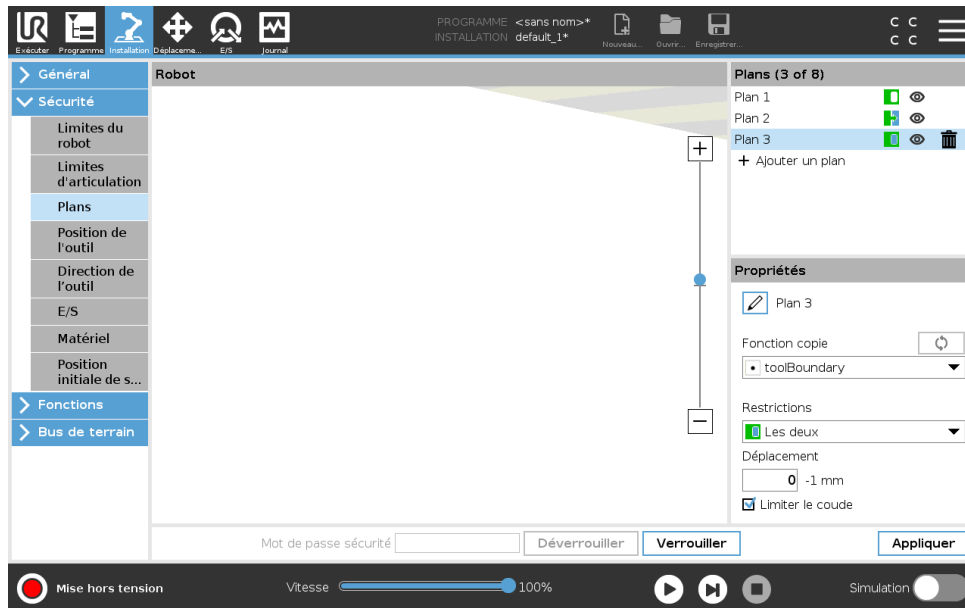 PROGRAMME <sans nom>*
INSTALLATION default_1*
Exécuter Programme Installation Déplaceme... E/S Journal Nouveau... Ouvrir... Enregistrer...
C C
C C
Général
Robot
Plans (3 of 8)
Sécurité
Plan 1
Plan 2
Plan 3
+ Ajouter un plan
Limites du
robot
Limites
d'articulation
Plans
Position de
l'outil
Direction de
l'outil
E/S
Matériel
Position
initiale de s...
Fonctions
Bus de terrain
Propriétés
Plan 3
Fonction copie
toolBoundary
Restrictions
Les deux
Déplacement
0 -1 mm
Limiter le coude
Mot de passe sécurité Déverrouiller Verrouiller Appliquer
Mise hors tension Vitesse 100% Simulation